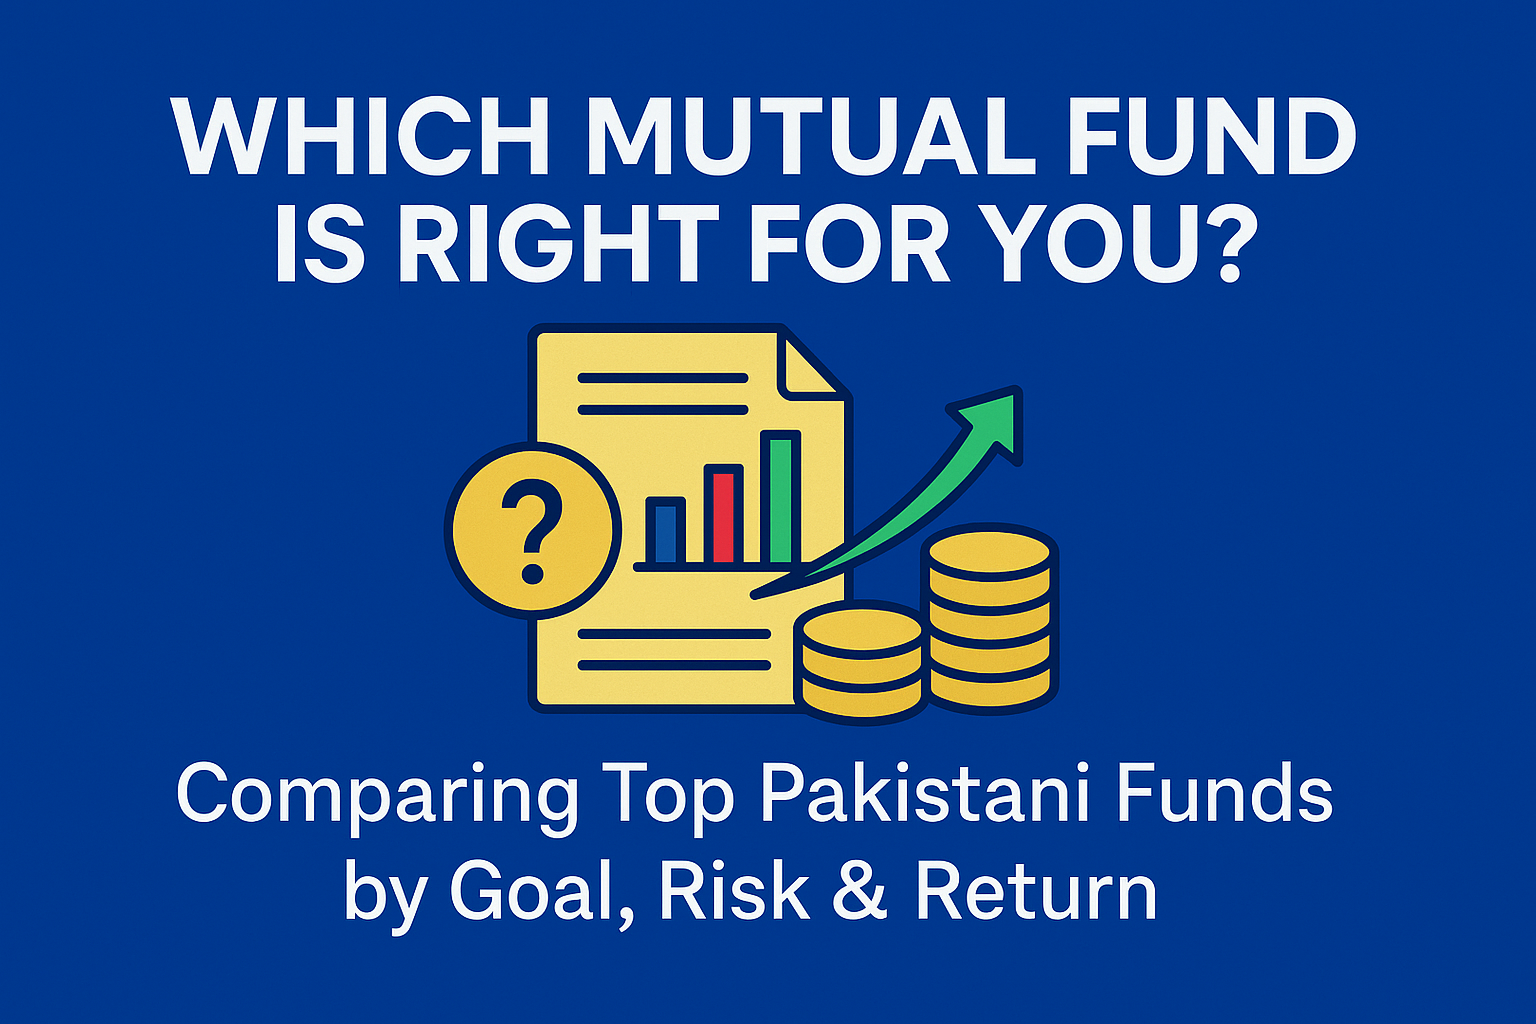 WHICH MUTUAL FUND
IS RIGHT FOR YOU?
?
Comparing Top Pakistani Funds
by Goal, Risk & Return